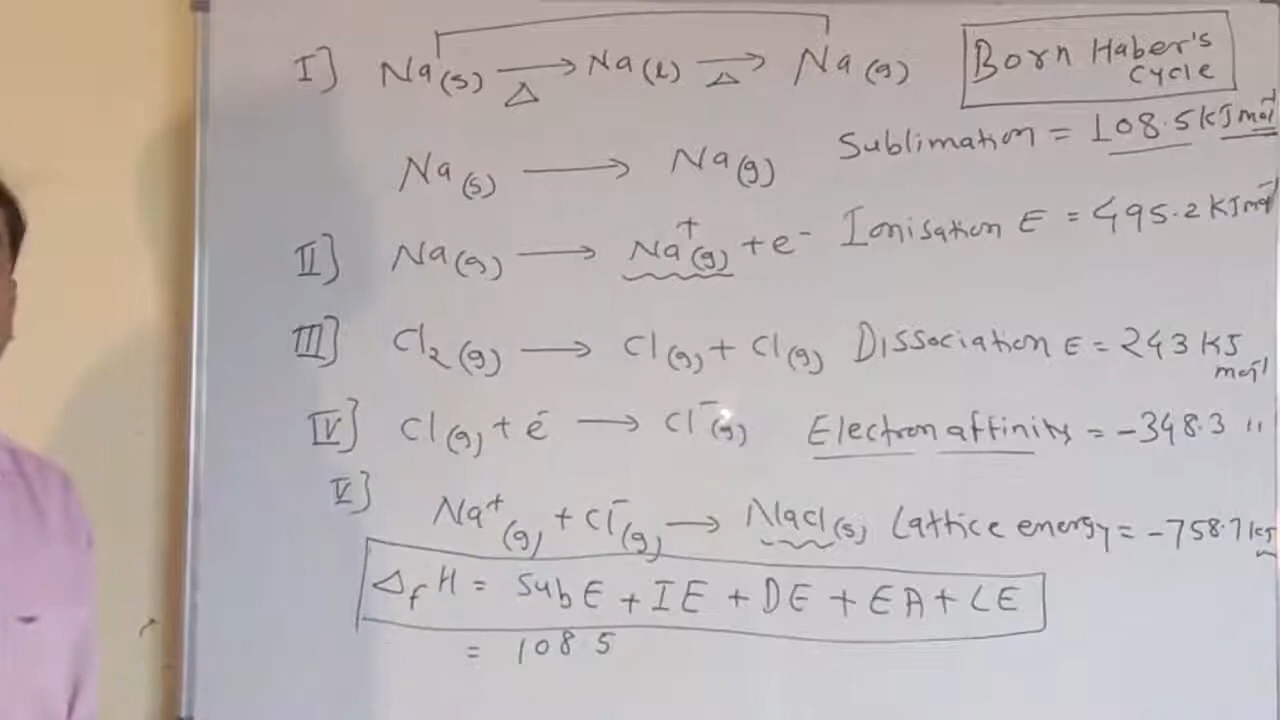 I] Na(s) ⟶ Na(l) ⟶ Na(g)
Δ Δ
Born Haber's
cycle
Na(s) ⟶ Na(g) Sublimation = 108.5 kJ mol⁻¹
II] Na(g) ⟶ Na⁺(g) + e⁻ Ionisation E = 495.2 kJ mol⁻¹
III] Cl₂(g) ⟶ Cl(g) + Cl(g) Dissociation E = 243 kJ
mol⁻¹
IV] Cl(g) + e⁻ ⟶ Cl⁻(g) Electron affinity = -348.3 "
V]
Na⁺(g) + Cl⁻(g) ⟶ NaCl(s) Lattice energy = -758.7 kJ
ΔfH = Sub E + IE + DE + EA + LE
= 108 5